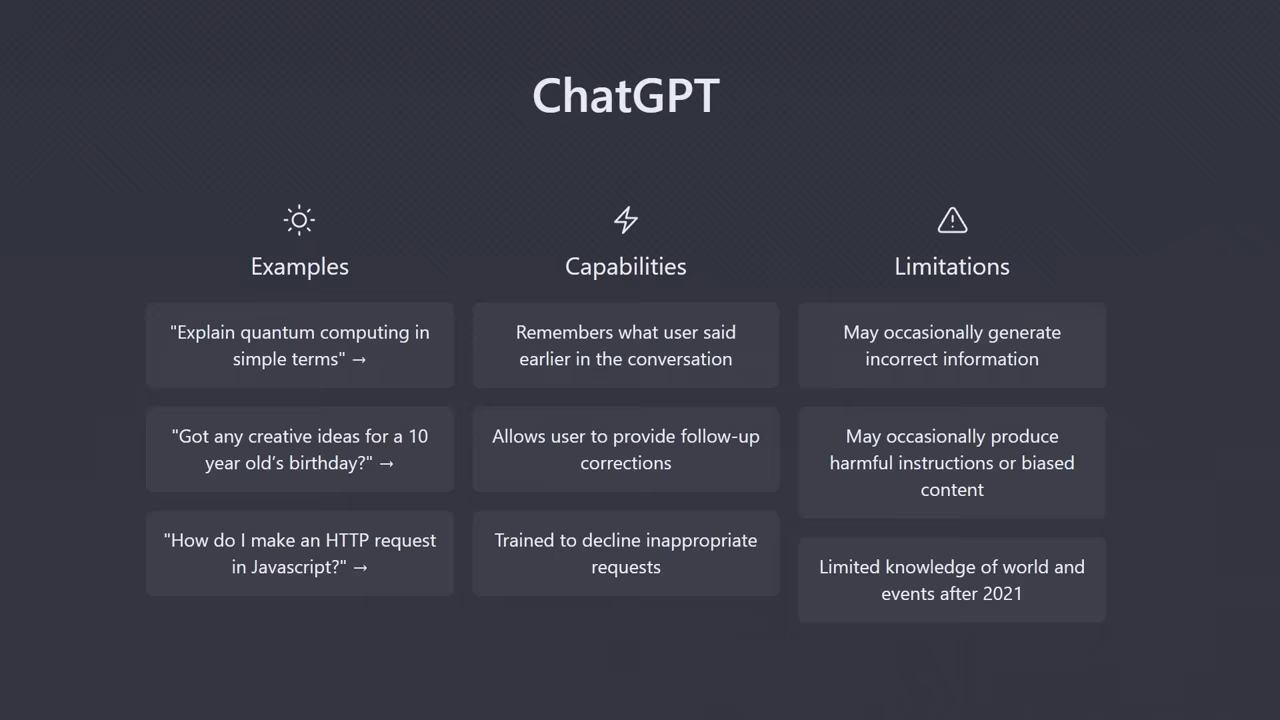 ChatGPT
Examples
"Explain quantum computing in
simple terms" →
"Got any creative ideas for a 10
year old’s birthday?" →
"How do I make an HTTP request
in Javascript?" →
Capabilities
Remembers what user said
earlier in the conversation
Allows user to provide follow-up
corrections
Trained to decline inappropriate
requests
Limitations
May occasionally generate
incorrect information
May occasionally produce
harmful instructions or biased
content
Limited knowledge of world and
events after 2021